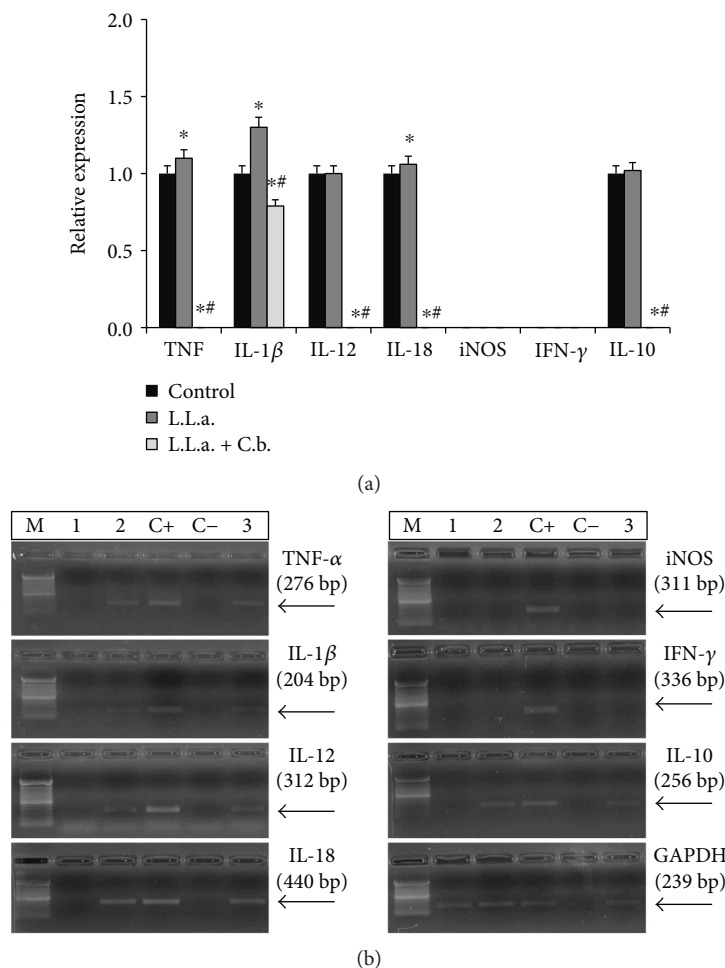 2.0
1.5
1.0
0.5
0.0
Relative expression
*
*#
*
*#
*#
*
*#
*#
TNF IL-1β IL-12 IL-18 iNOS IFN-γ IL-10
Control
L.L.a.
L.L.a. + C.b.
(a)
M 1 2 C+ C− 3
TNF-α
(276 bp)
IL-1β
(204 bp)
IL-12
(312 bp)
IL-18
(440 bp)
M 1 2 C+ C− 3
iNOS
(311 bp)
IFN-γ
(336 bp)
IL-10
(256 bp)
GAPDH
(239 bp)
(b)